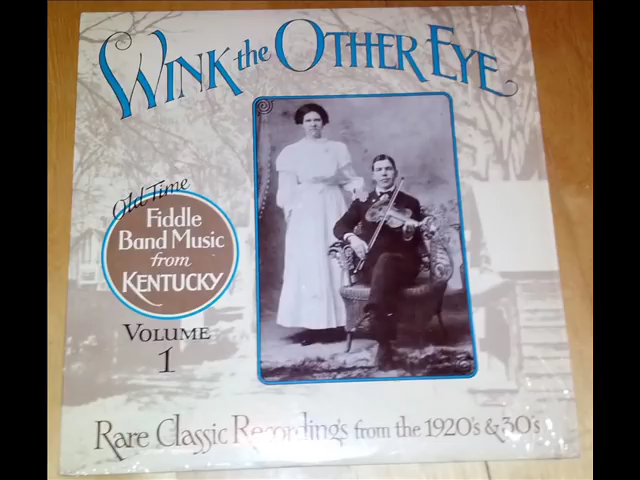 WINK the OTHER EYE
Old Time
Fiddle
Band Music
from
KENTUCKY
VOLUME
1
Rare Classic Recordings from the 1920's & 30's